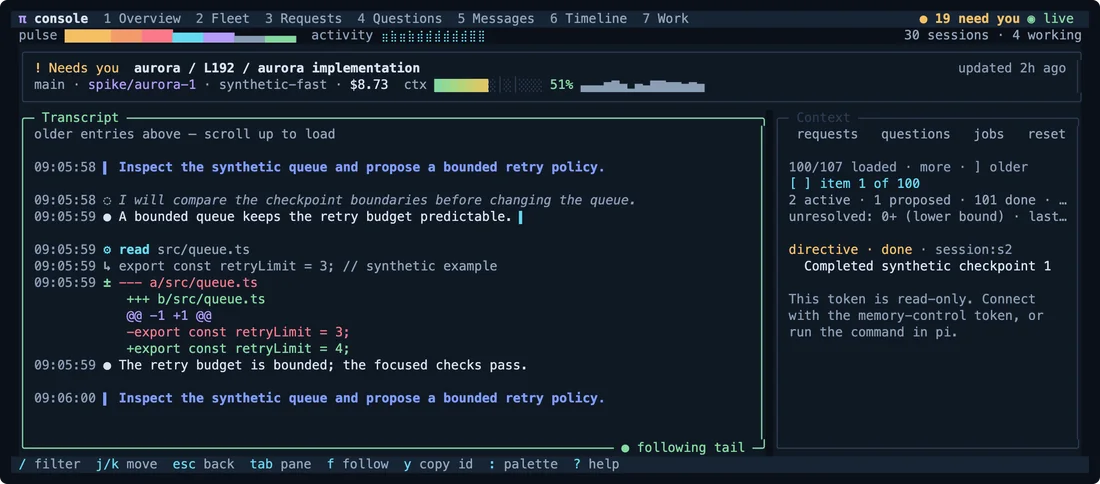 π console 1 Overview 2 Fleet 3 Requests 4 Questions 5 Messages 6 Timeline 7 Work ● 19 need you ◉ live
pulse activity 30 sessions · 4 working
! Needs you aurora / L192 / aurora implementation updated 2h ago
main · spike/aurora-1 · synthetic-fast · $8.73 ctx 51%
Transcript
older entries above — scroll up to load
09:05:58 Inspect the synthetic queue and propose a bounded retry policy.
09:05:58 ◌ I will compare the checkpoint boundaries before changing the queue.
09:05:59 ● A bounded queue keeps the retry budget predictable.
09:05:59 ⚙ read src/queue.ts
09:05:59 ↳ export const retryLimit = 3; // synthetic example
09:05:59 ± --- a/src/queue.ts
+++ b/src/queue.ts
@@ -1 +1 @@
-export const retryLimit = 3;
+export const retryLimit = 4;
09:05:59 ● The retry budget is bounded; the focused checks pass.
09:06:00 Inspect the synthetic queue and propose a bounded retry policy.
● following tail
Context
requests questions jobs reset
100/107 loaded · more · ] older
[ ] item 1 of 100
2 active · 1 proposed · 101 done · …
unresolved: 0+ (lower bound) · last…
directive · done · session:s2
Completed synthetic checkpoint 1
This token is read-only. Connect
with the memory-control token, or
run the command in pi.
/ filter j/k move esc back tab pane f follow y copy id : palette ? help